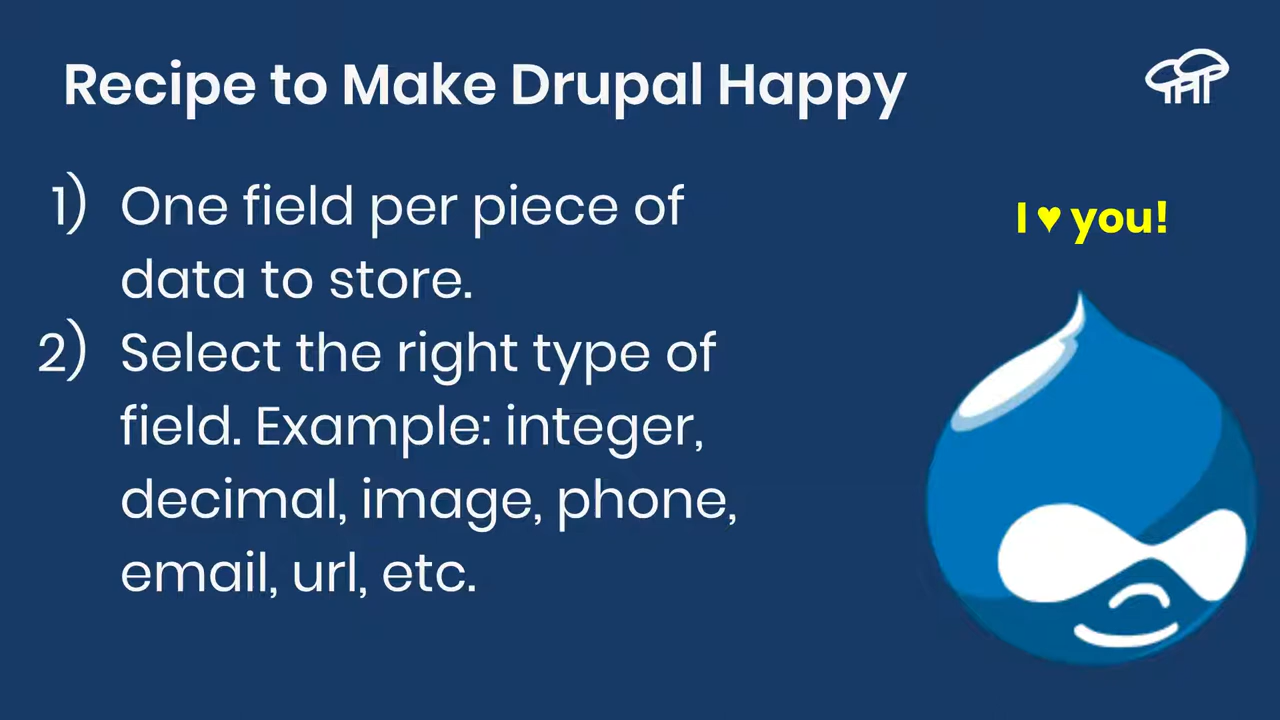 Recipe to Make Drupal Happy
1) One field per piece of
data to store.
2) Select the right type of
field. Example: integer,
decimal, image, phone,
email, url, etc.
I ♥ you!